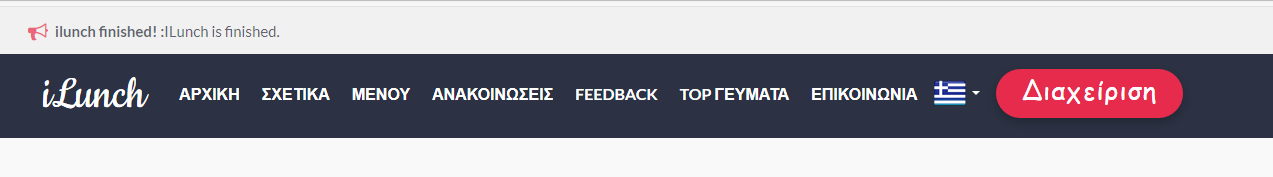 ilunch finished! :ILunch is finished.
iLunch ΑΡΧΙΚΗ ΣΧΕΤΙΚΑ ΜΕΝΟΥ ΑΝΑΚΟΙΝΩΣΕΙΣ FEEDBACK TOP ΓΕΥΜΑΤΑ ΕΠΙΚΟΙΝΩΝΙΑ Διαχείριση